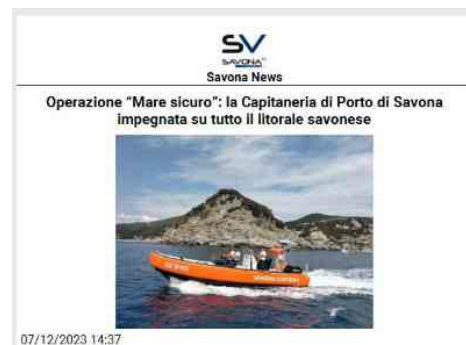 SV
SAVONA
Savona News
Operazione "Mare sicuro": la Capitaneria di Porto di Savona
impegnata su tutto il litorale savonese
07/12/2023 14:37